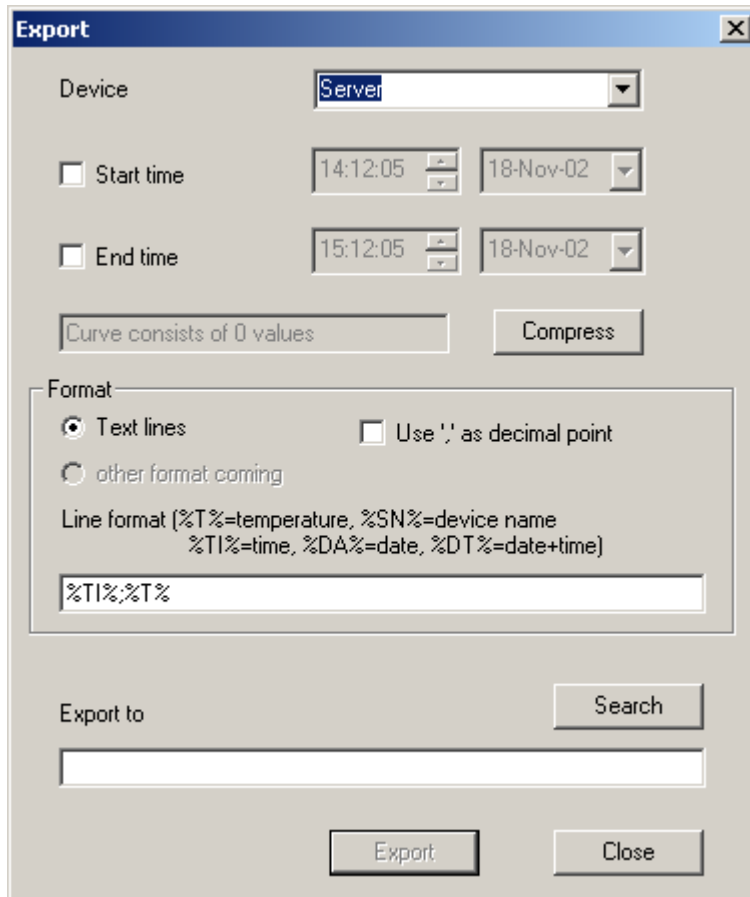 Export
Device Server
Start time 14:12:05 18-Nov-02
End time 15:12:05 18-Nov-02
Curve consists of 0 values Compress
Format
Text lines Use ',' as decimal point
other format coming
Line format (%T%=temperature, %SN%=device name
%TI%=time, %DA%=date, %DT%=date+time)
%TI%;%T%
Search
Export to
Export Close